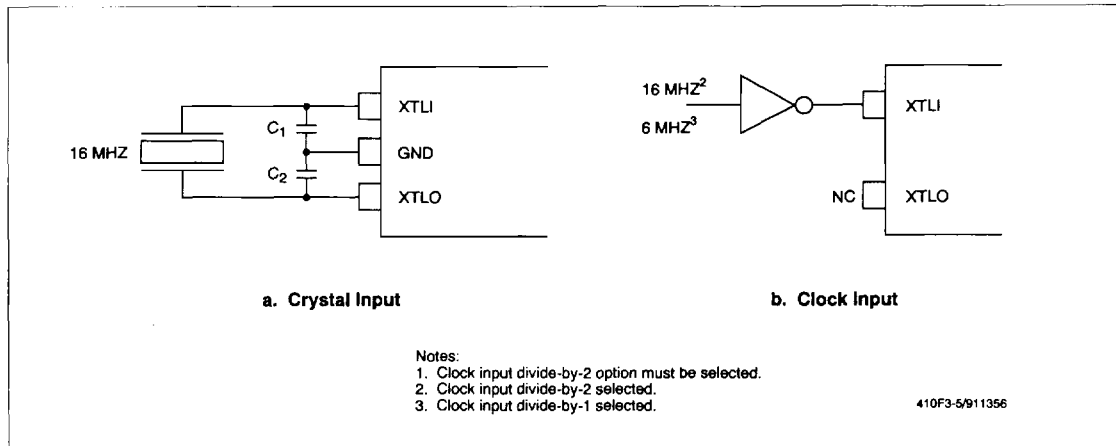 XTLI
C1
16 MHZ
GND
C2
XTLO
a. Crystal Input
16 MHZ2
6 MHZ3
XTLI
NC
XTLO
b. Clock Input
Notes:
1. Clock input divide-by-2 option must be selected.
2. Clock input divide-by-2 selected.
3. Clock input divide-by-1 selected.
410F3-5/911356